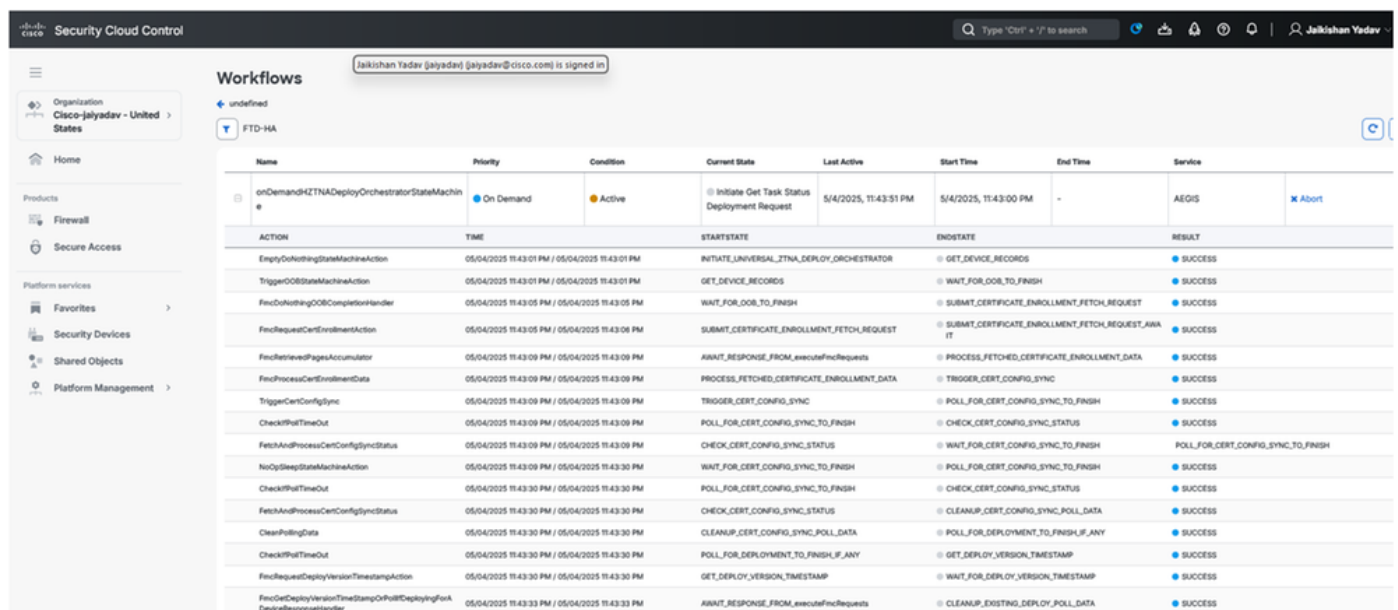 CISCO Security Cloud Control
Type 'Ctrl' + '/' to search
Jaikishan Yadav
Jaikishan Yadav (jaiyadav) (jaiyadav@cisco.com) is signed in
Organization
Cisco-jaiyadav - United
States
Home
Products
Firewall
Secure Access
Platform services
Favorites
Security Devices
Shared Objects
Platform Management
Workflows
undefined
FTD-HA
Name Priority Condition Current State Last Active Start Time End Time Service
onDemandHZTNADeployOrchestratorStateMachin
e On Demand Active Initiate Get Task Status
Deployment Request 5/4/2025, 11:43:51 PM 5/4/2025, 11:43:00 PM - AEGIS Abort
ACTION TIME STARTSTATE ENDSTATE RESULT
EmptyDoNothingStateMachineAction 05/04/2025 11:43:01 PM / 05/04/2025 11:43:01 PM INITIATE_UNIVERSAL_ZTNA_DEPLOY_ORCHESTRATOR GET_DEVICE_RECORDS SUCCESS
TriggerOOBStateMachineAction 05/04/2025 11:43:01 PM / 05/04/2025 11:43:01 PM GET_DEVICE_RECORDS WAIT_FOR_OOB_TO_FINISH SUCCESS
FmcDoNothingOOBCompletionHandler 05/04/2025 11:43:05 PM / 05/04/2025 11:43:05 PM WAIT_FOR_OOB_TO_FINISH SUBMIT_CERTIFICATE_ENROLLMENT_FETCH_REQUEST SUCCESS
FmcRequestCertEnrollmentAction 05/04/2025 11:43:05 PM / 05/04/2025 11:43:06 PM SUBMIT_CERTIFICATE_ENROLLMENT_FETCH_REQUEST SUBMIT_CERTIFICATE_ENROLLMENT_FETCH_REQUEST_AWA
IT SUCCESS
FmcRetrievedPagesAccumulator 05/04/2025 11:43:09 PM / 05/04/2025 11:43:09 PM AWAIT_RESPONSE_FROM_executeFmcRequests PROCESS_FETCHED_CERTIFICATE_ENROLLMENT_DATA SUCCESS
FmcProcessCertEnrollmentData 05/04/2025 11:43:09 PM / 05/04/2025 11:43:09 PM PROCESS_FETCHED_CERTIFICATE_ENROLLMENT_DATA TRIGGER_CERT_CONFIG_SYNC SUCCESS
TriggerCertConfigSync 05/04/2025 11:43:09 PM / 05/04/2025 11:43:09 PM TRIGGER_CERT_CONFIG_SYNC POLL_FOR_CERT_CONFIG_SYNC_TO_FINSIH SUCCESS
CheckIfPollTimeOut 05/04/2025 11:43:09 PM / 05/04/2025 11:43:09 PM POLL_FOR_CERT_CONFIG_SYNC_TO_FINSIH CHECK_CERT_CONFIG_SYNC_STATUS SUCCESS
FetchAndProcessCertConfigSyncStatus 05/04/2025 11:43:09 PM / 05/04/2025 11:43:09 PM CHECK_CERT_CONFIG_SYNC_STATUS WAIT_FOR_CERT_CONFIG_SYNC_TO_FINISH POLL_FOR_CERT_CONFIG_SYNC_TO_FINISH
NoOpSleepStateMachineAction 05/04/2025 11:43:09 PM / 05/04/2025 11:43:30 PM WAIT_FOR_CERT_CONFIG_SYNC_TO_FINISH POLL_FOR_CERT_CONFIG_SYNC_TO_FINSIH SUCCESS
CheckIfPollTimeOut 05/04/2025 11:43:30 PM / 05/04/2025 11:43:30 PM POLL_FOR_CERT_CONFIG_SYNC_TO_FINSIH CHECK_CERT_CONFIG_SYNC_STATUS SUCCESS
FetchAndProcessCertConfigSyncStatus 05/04/2025 11:43:30 PM / 05/04/2025 11:43:30 PM CHECK_CERT_CONFIG_SYNC_STATUS CLEANUP_CERT_CONFIG_SYNC_POLL_DATA SUCCESS
CleanPollingData 05/04/2025 11:43:30 PM / 05/04/2025 11:43:30 PM CLEANUP_CERT_CONFIG_SYNC_POLL_DATA POLL_FOR_DEPLOYMENT_TO_FINISH_IF_ANY SUCCESS
CheckIfPollTimeOut 05/04/2025 11:43:30 PM / 05/04/2025 11:43:30 PM POLL_FOR_DEPLOYMENT_TO_FINISH_IF_ANY GET_DEPLOY_VERSION_TIMESTAMP SUCCESS
FmcRequestDeployVersionTimestampAction 05/04/2025 11:43:30 PM / 05/04/2025 11:43:30 PM GET_DEPLOY_VERSION_TIMESTAMP WAIT_FOR_DEPLOY_VERSION_TIMESTAMP SUCCESS
FmcGetDeployVersionTimeStampOrPollIfDeployingForA
DeviceResponseHandler 05/04/2025 11:43:33 PM / 05/04/2025 11:43:33 PM AWAIT_RESPONSE_FROM_executeFmcRequests CLEANUP_EXISTING_DEPLOY_POLL_DATA SUCCESS